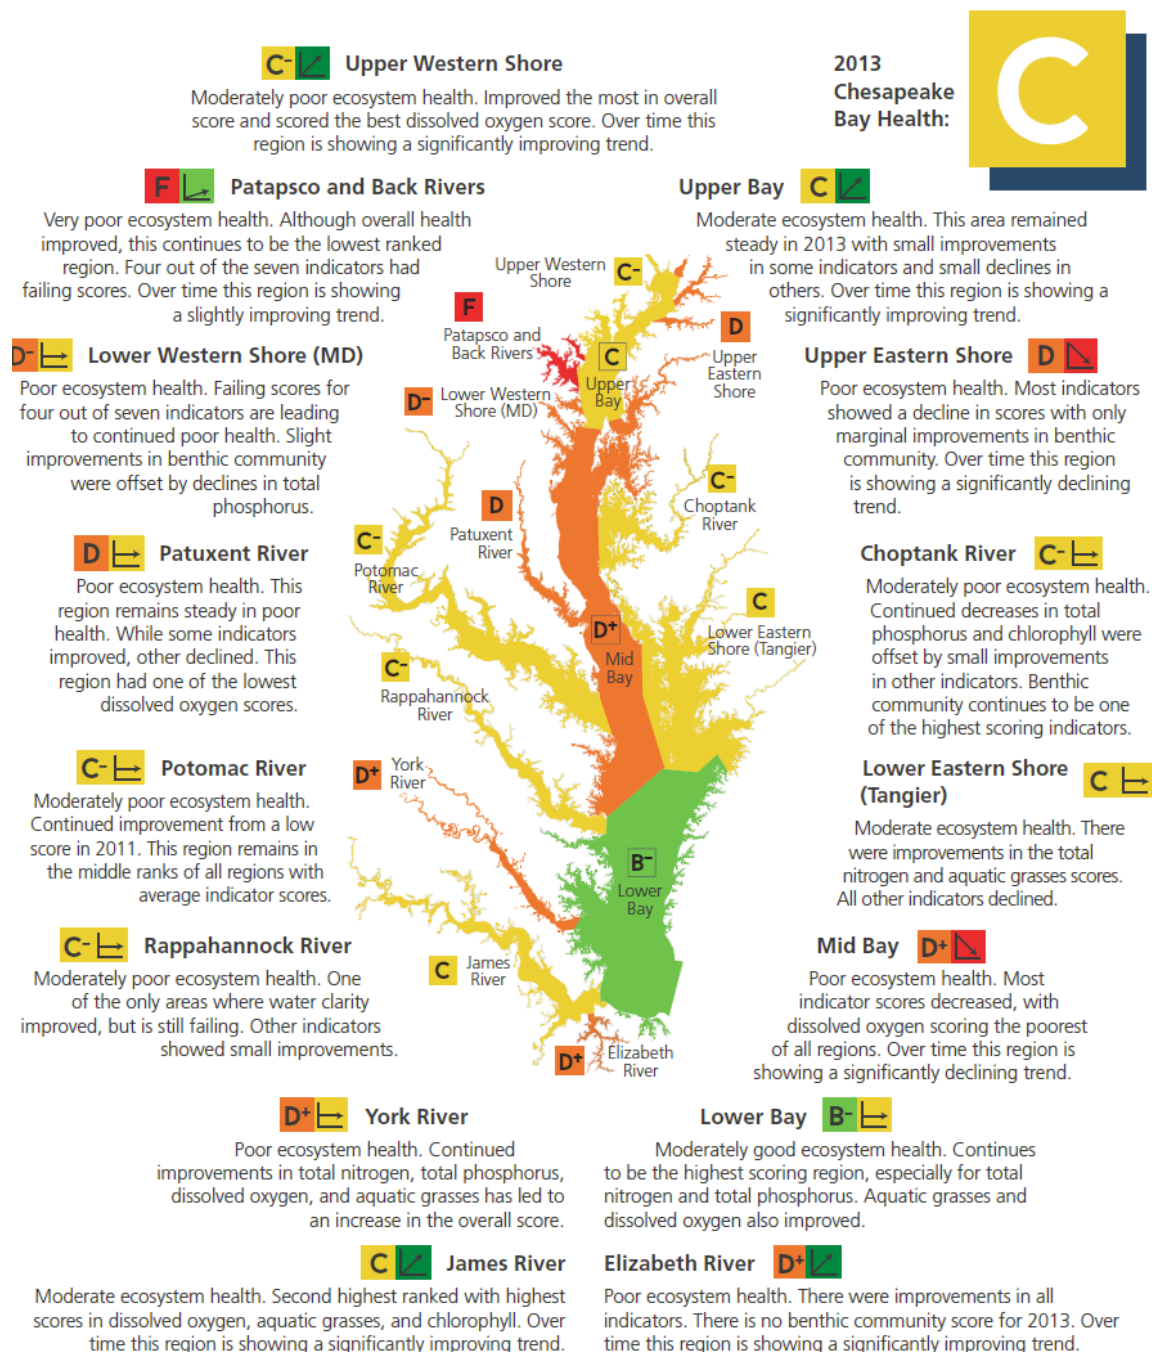 C- Upper Western Shore
Moderately poor ecosystem health. Improved the most in overall
score and scored the best dissolved oxygen score. Over time this
region is showing a significantly improving trend.
2013
Chesapeake
Bay Health:
C
F Patapsco and Back Rivers
Very poor ecosystem health. Although overall health
improved, this continues to be the lowest ranked
region. Four out of the seven indicators had
failing scores. Over time this region is showing
a slightly improving trend.
Upper Bay C
Moderate ecosystem health. This area remained
steady in 2013 with small improvements
in some indicators and small declines in
others. Over time this region is showing a
significantly improving trend.
D- Lower Western Shore (MD)
Poor ecosystem health. Failing scores for
four out of seven indicators are leading
to continued poor health. Slight
improvements in benthic community
were offset by declines in total
phosphorus.
Upper Eastern Shore D
Poor ecosystem health. Most indicators
showed a decline in scores with only
marginal improvements in benthic
community. Over time this region
is showing a significantly declining
trend.
D Patuxent River
Poor ecosystem health. This
region remains steady in poor
health. While some indicators
improved, other declined. This
region had one of the lowest
dissolved oxygen scores.
Choptank River C-
Moderately poor ecosystem health.
Continued decreases in total
phosphorus and chlorophyll were
offset by small improvements
in other indicators. Benthic
community continues to be one
of the highest scoring indicators.
C- Potomac River
Moderately poor ecosystem health.
Continued improvement from a low
score in 2011. This region remains in
the middle ranks of all regions with
average indicator scores.
Lower Eastern Shore
(Tangier) C
Moderate ecosystem health. There
were improvements in the total
nitrogen and aquatic grasses scores.
All other indicators declined.
C- Rappahannock River
Moderately poor ecosystem health. One
of the only areas where water clarity
improved, but is still failing. Other indicators
showed small improvements.
Mid Bay D+
Poor ecosystem health. Most
indicator scores decreased, with
dissolved oxygen scoring the poorest
of all regions. Over time this region is
showing a significantly declining trend.
D+ York River
Poor ecosystem health. Continued
improvements in total nitrogen, total phosphorus,
dissolved oxygen, and aquatic grasses has led to
an increase in the overall score.
Lower Bay B-
Moderately good ecosystem health. Continues
to be the highest scoring region, especially for total
nitrogen and total phosphorus. Aquatic grasses and
dissolved oxygen also improved.
C James River
Moderate ecosystem health. Second highest ranked with highest
scores in dissolved oxygen, aquatic grasses, and chlorophyll. Over
time this region is showing a significantly improving trend.
Elizabeth River D+
Poor ecosystem health. There were improvements in all
indicators. There is no benthic community score for 2013. Over
time this region is showing a significantly improving trend.
Upper Western
Shore
C-
F
Patapsco and
Back Rivers
D
Upper
Eastern
Shore
C
Upper
Bay
D-
Lower Western
Shore (MD)
C-
Choptank
River
D
Patuxent
River
C-
Potomac
River
C
Lower Eastern
Shore (Tangier)
D+
Mid
Bay
C-
Rappahannock
River
D+
York
River
B-
Lower
Bay
C
James
River
D+
Elizabeth
River